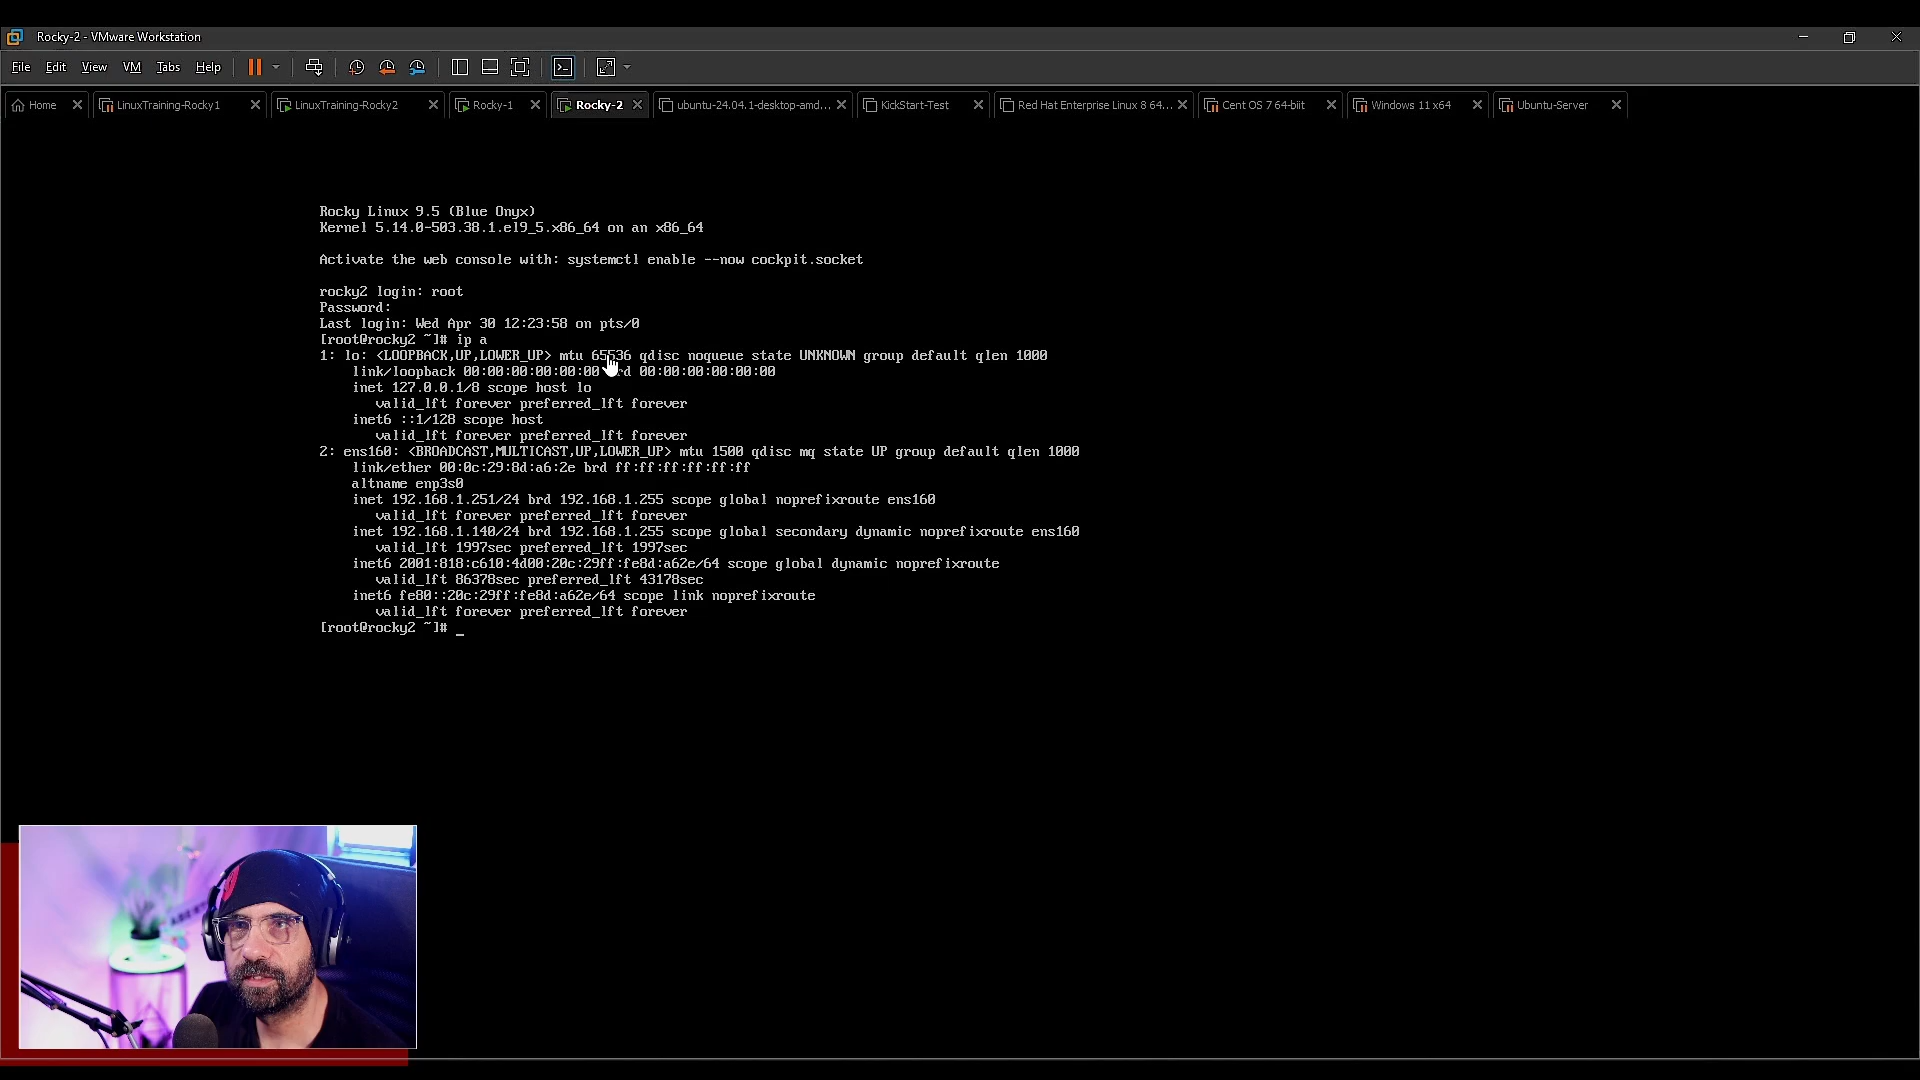 Rocky-2 - VMware Workstation
File Edit View VM Tabs Help
Home LinuxTraining-Rocky1 LinuxTraining-Rocky2 Rocky-1 Rocky-2 ubuntu-24.04.1-desktop-amd... KickStart-Test Red Hat Enterprise Linux 8 64... Cent OS 7 64-biit Windows 11 x64 Ubuntu-Server
Rocky Linux 9.5 (Blue Onyx)
Kernel 5.14.0-503.38.1.el9_5.x86_64 on an x86_64
Activate the web console with: systemctl enable --now cockpit.socket
rocky2 login: root
Password:
Last login: Wed Apr 30 12:23:58 on pts/0
[root@rocky2 ~]# ip a
1: lo: <LOOPBACK,UP,LOWER_UP> mtu 65536 qdisc noqueue state UNKNOWN group default qlen 1000
link/loopback 00:00:00:00:00:00 brd 00:00:00:00:00:00
inet 127.0.0.1/8 scope host lo
valid_lft forever preferred_lft forever
inet6 ::1/128 scope host
valid_lft forever preferred_lft forever
2: ens160: <BROADCAST,MULTICAST,UP,LOWER_UP> mtu 1500 qdisc mq state UP group default qlen 1000
link/ether 00:0c:29:8d:a6:2e brd ff:ff:ff:ff:ff:ff
altname enp3s0
inet 192.168.1.251/24 brd 192.168.1.255 scope global noprefixroute ens160
valid_lft forever preferred_lft forever
inet 192.168.1.140/24 brd 192.168.1.255 scope global secondary dynamic noprefixroute ens160
valid_lft 1997sec preferred_lft 1997sec
inet6 2001:818:c610:4d00:20c:29ff:fe8d:a62e/64 scope global dynamic noprefixroute
valid_lft 86378sec preferred_lft 43178sec
inet6 fe80::20c:29ff:fe8d:a62e/64 scope link noprefixroute
valid_lft forever preferred_lft forever
[root@rocky2 ~]# _